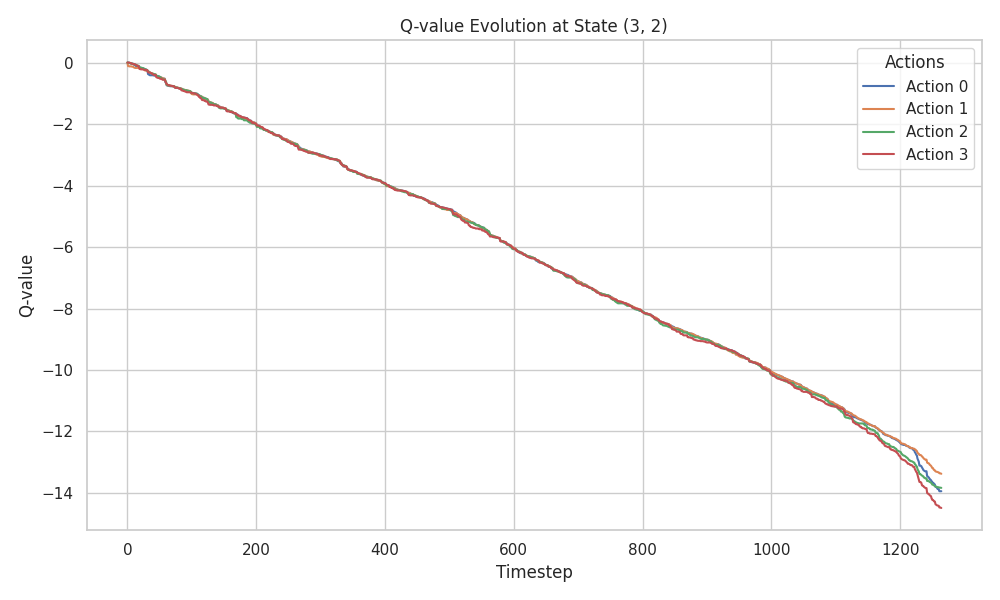 Q-value Evolution at State (3, 2)
Actions
Action 0
Action 1
Action 2
Action 3
Q-value
0
−2
−4
−6
−8
−10
−12
−14
0 200 400 600 800 1000 1200
Timestep